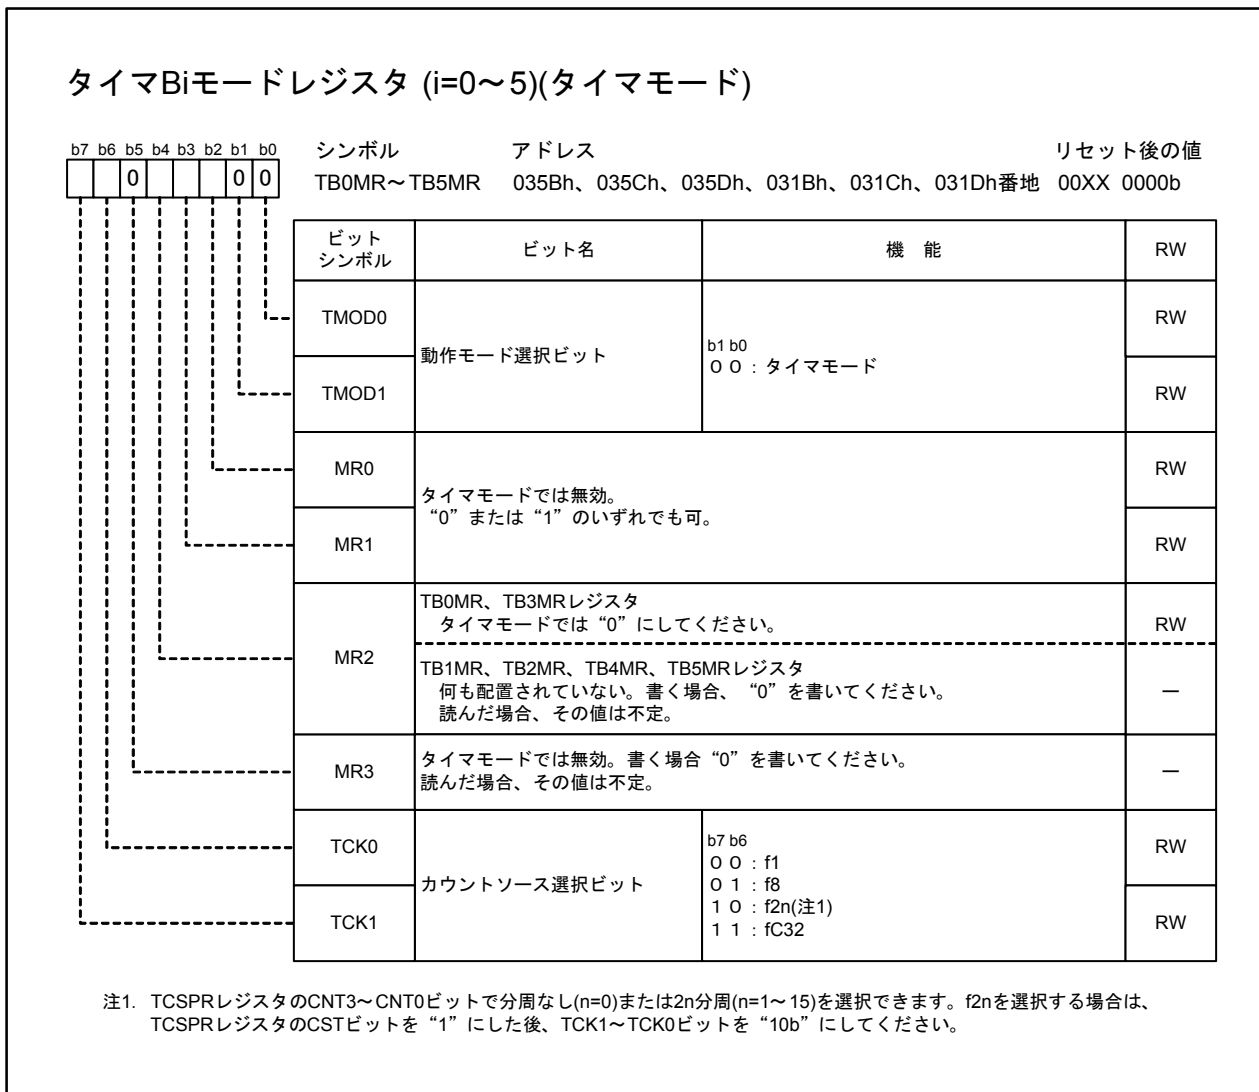 タイマBiモードレジスタ (i=0～5)(タイマモード)
b7 b6 b5 b4 b3 b2 b1 b0
0 0 0
シンボル アドレス リセット後の値
TB0MR～TB5MR 035Bh、035Ch、035Dh、031Bh、031Ch、031Dh番地 00XX 0000b
ビット
シンボル
ビット名 機 能 RW
TMOD0
動作モード選択ビット
b1 b0
0 0 : タイマモード
RW
TMOD1 RW
MR0
タイマモードでは無効。
“0”または“1”のいずれでも可。
RW
MR1 RW
MR2
TB0MR、TB3MRレジスタ
タイマモードでは“0”にしてください。
RW
TB1MR、TB2MR、TB4MR、TB5MRレジスタ
何も配置されていない。書く場合、“0”を書いてください。
読んだ場合、その値は不定。
－
MR3
タイマモードでは無効。書く場合“0”を書いてください。
読んだ場合、その値は不定。
－
TCK0
カウントソース選択ビット
b7 b6
0 0 : f1
0 1 : f8
1 0 : f2n(注1)
1 1 : fC32
RW
TCK1 RW
注1. TCSPRレジスタのCNT3～CNT0ビットで分周なし(n=0)または2n分周(n=1～15)を選択できます。f2nを選択する場合は、
TCSPRレジスタのCSTビットを“1”にした後、TCK1～TCK0ビットを“10b”にしてください。